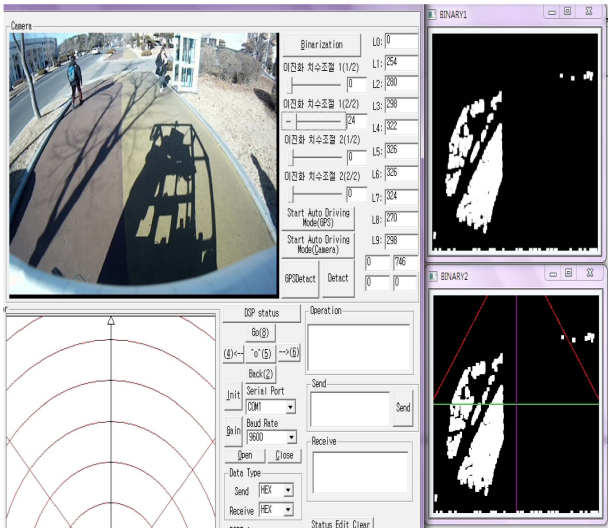 Camera
Binarization
이진화 치수조절 1(1/2)
0
이진화 치수조절 1(2/2)
24
이진화 치수조절 2(1/2)
0
이진화 치수조절 2(2/2)
0
Start Auto Driving
Mode(GPS)
Start Auto Driving
Mode(Camera)
GPSDetact
Detact
L0: 0
L1: 254
L2: 280
L3: 298
L4: 322
L5: 326
L6: 326
L7: 324
L8: 270
L9: 298
0 746
0 0
BINARY1
BINARY2
DSP status
Go(8)
(4)<-- ^o^(5) -->(6)
Back(2)
Init
Serial Port
COM1
Gain
Baud Rate
9600
Open Close
Data Type
Send HEX
Receive HEX
Operation
Send
Send
Receive
Status Edit Clear